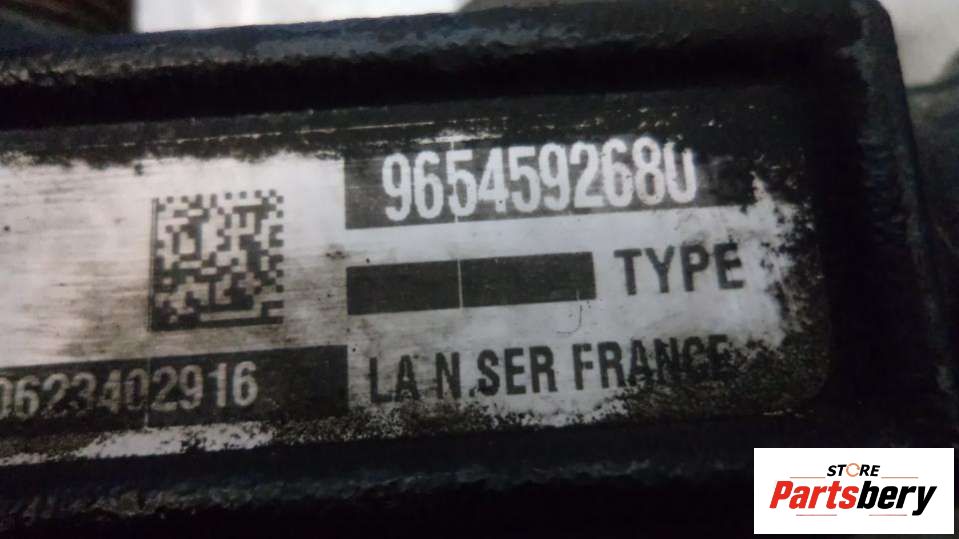 9654592680
TYPE
0623402916
LA N.SER FRANCE
STORE
Partsbery